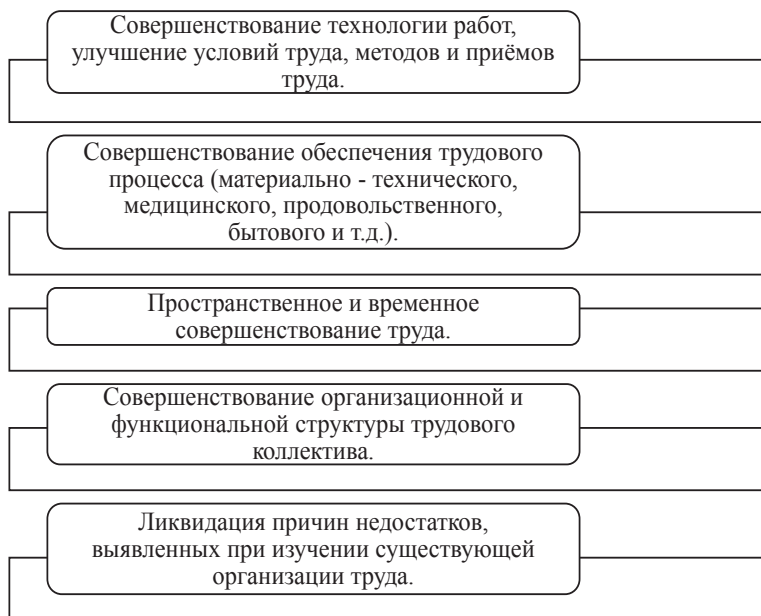 Совершенствование технологии работ,
улучшение условий труда, методов и приёмов
труда.
Совершенствование обеспечения трудового
процесса (материально - технического,
медицинского, продовольственного,
бытового и т.д.).
Пространственное и временное
совершенствование труда.
Совершенствование организационной и
функциональной структуры трудового
коллектива.
Ликвидация причин недостатков,
выявленных при изучении существующей
организации труда.